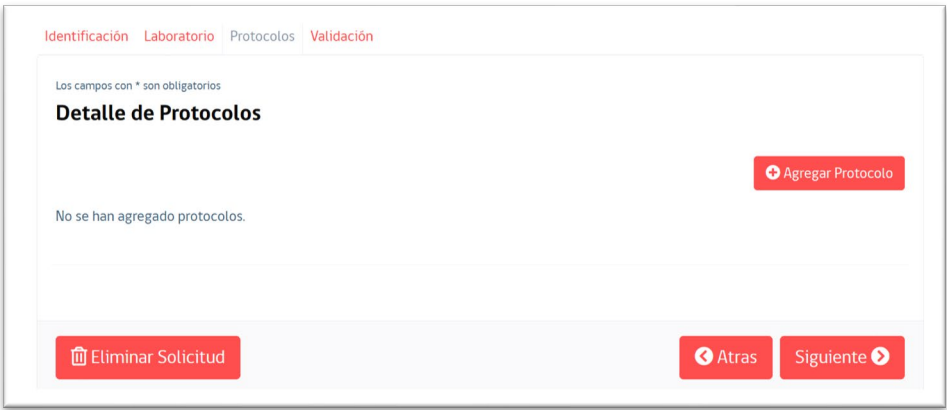 Identificación Laboratorio Protocolos Validación
Los campos con * son obligatorios
Detalle de Protocolos
Agregar Protocolo
No se han agregado protocolos.
Eliminar Solicitud
Atras
Siguiente